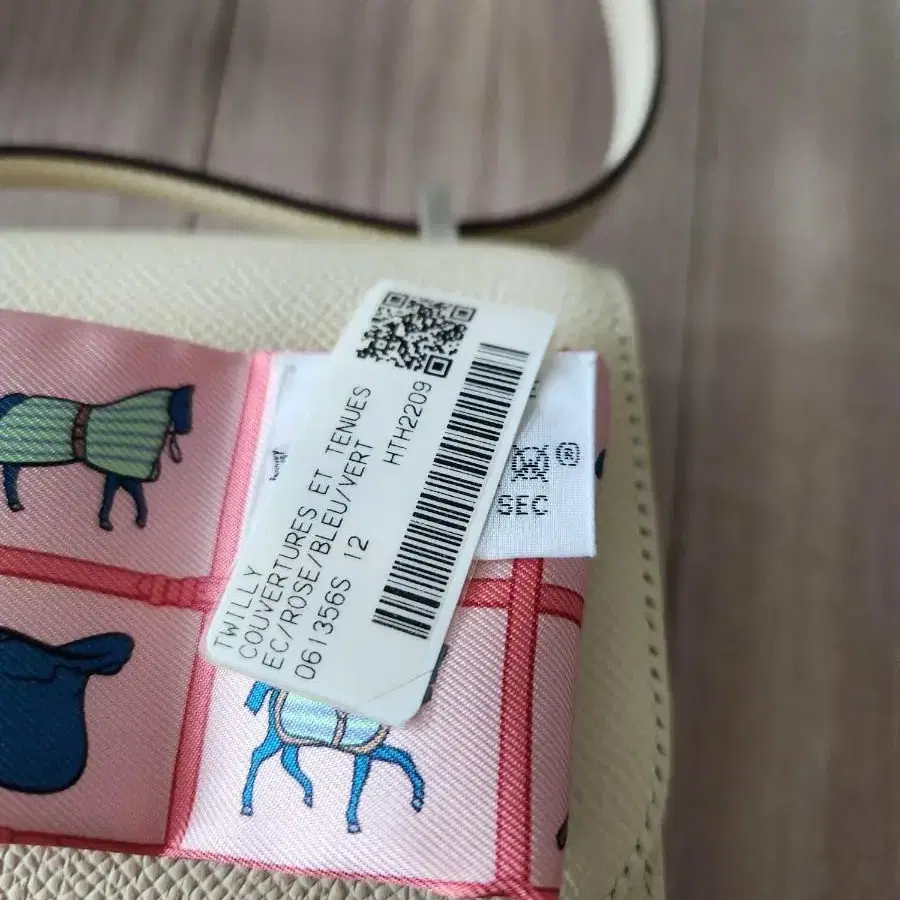 TWILLY
COUVERTURES ET TENUES
EC/ROSE/BLEU/VERT
061356S 12
HTH2209
®
SEC